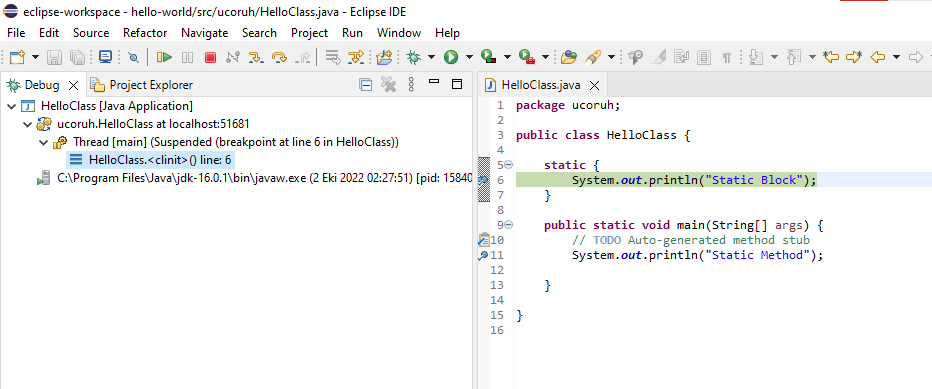 eclipse-workspace - hello-world/src/ucoruh/HelloClass.java - Eclipse IDE
File Edit Source Refactor Navigate Search Project Run Window Help
Debug Project Explorer
HelloClass [Java Application]
ucoruh.HelloClass at localhost:51681
Thread [main] (Suspended (breakpoint at line 6 in HelloClass))
HelloClass.<clinit>() line: 6
C:\Program Files\Java\jdk-16.0.1\bin\javaw.exe (2 Eki 2022 02:27:51) [pid: 15840
HelloClass.java
1 package ucoruh;
2
3 public class HelloClass {
4
5 static {
6 System.out.println("Static Block");
7 }
8
9 public static void main(String[] args) {
10 // TODO Auto-generated method stub
11 System.out.println("Static Method");
12
13 }
14
15 }
16